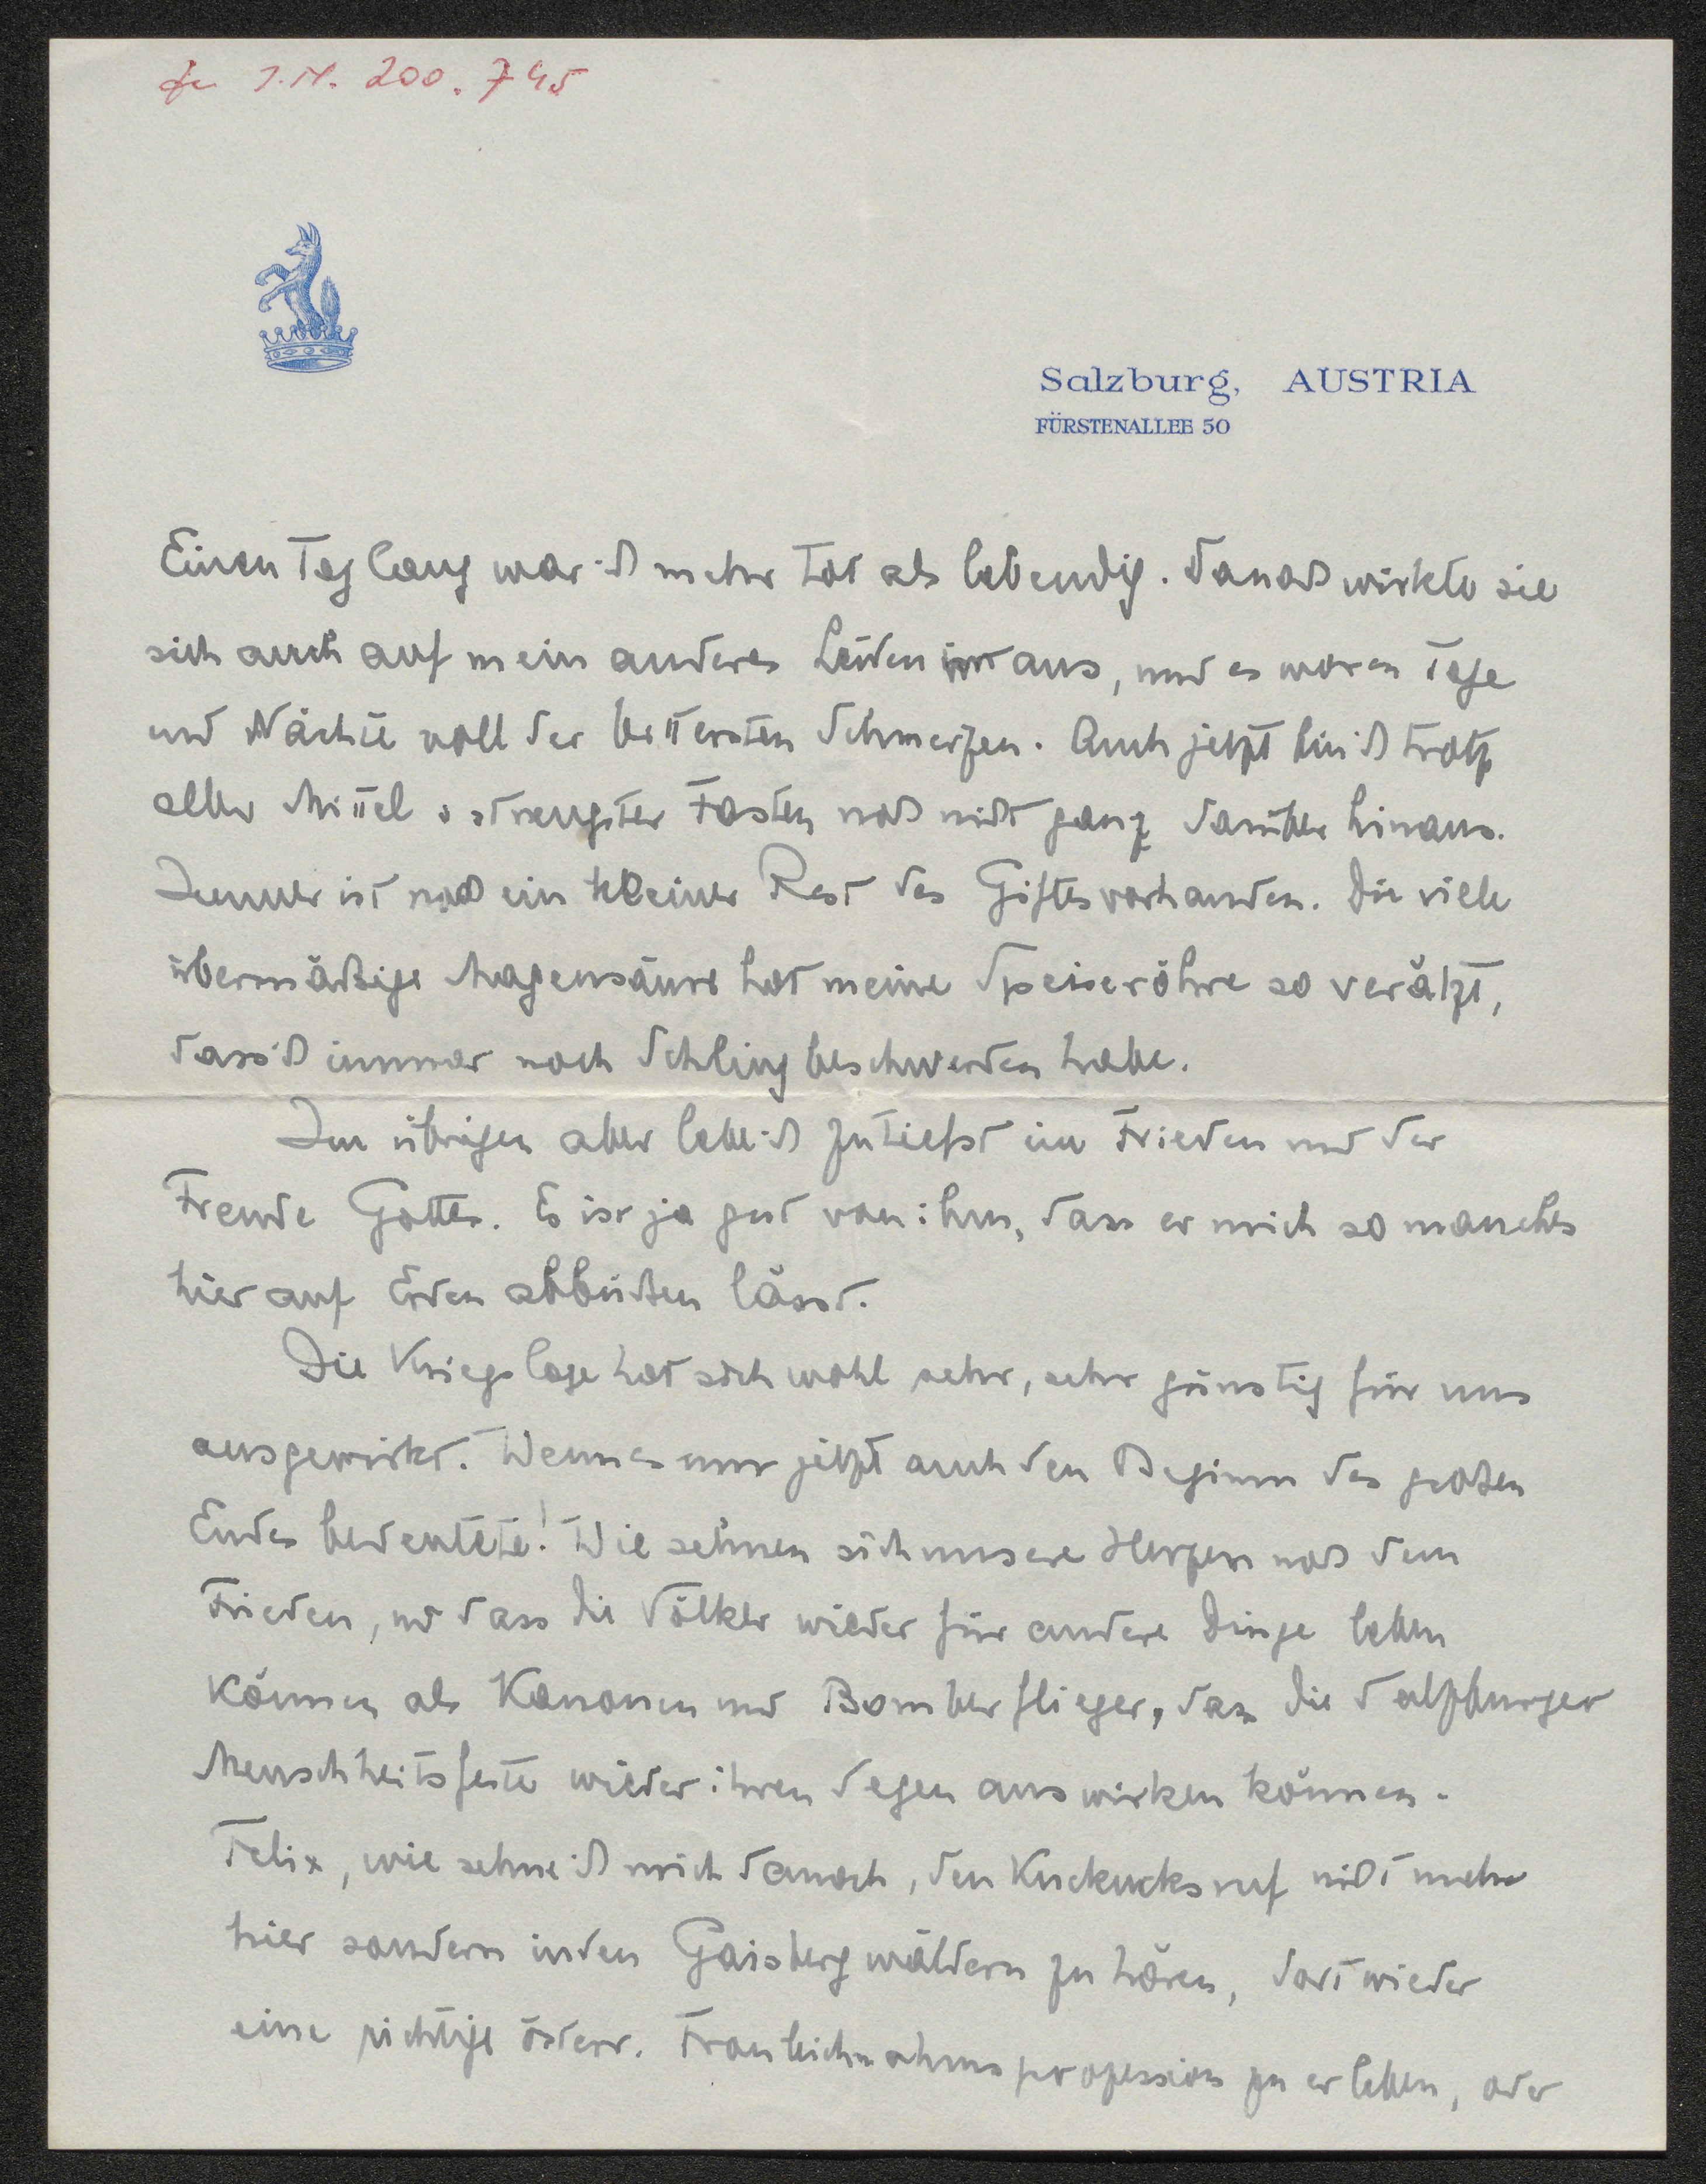 J.N. 200.745
Salzburg, AUSTRIA
FÜRSTENALLEE 50
Einen Tag lang war ich mehr tot als lebendig. Danach wirkte sie
sich auch auf mein anderes Leiden aus, und es waren Tage
und Nächte voll der bittersten Schmerzen. Auch jetzt bin ich trotz
aller Mittel u strengster Fasten noch nicht ganz darüber hinaus.
Immer ist noch ein kleiner Rest des Giftes vorhanden. Die viele
übermäßige Magensäure hat meine Speiseröhre so verätzt,
dass ich immer noch Schlingbeschwerden habe.
Im übrigen aber lebe ich zutiefst im Frieden und der
Freude Gottes. Es ist ja gut von ihm, dass er mich so manches
hier auf Erden abbüßen lässt.
Die Kriegslage hat sich wohl sehr, sehr günstig für uns
ausgewirkt. Wenn es nur jetzt auch den Beginn des großen
Endes bedeutete! Wie sehnen sich unsere Herzen nach dem
Frieden, und dass die Völker wieder für andere Dinge leben
können als Kanonen und Bomberflieger, dass die Salzburger
Menschheitsfeste wieder ihren Segen auswirken können.
Felix, wie sehne ich mich danach, den Kuckucksruf nicht mehr
hier sondern in den Gaisbergwäldern zu hören, dort wieder
eine richtige österr. Fronleichnahmsprozession zu erleben, oder